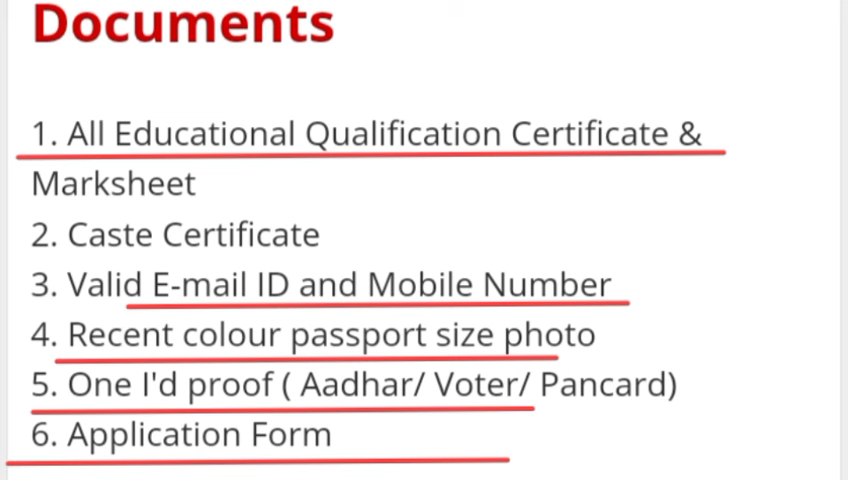 Documents
1. All Educational Qualification Certificate &
Marksheet
2. Caste Certificate
3. Valid E-mail ID and Mobile Number
4. Recent colour passport size photo
5. One I'd proof ( Aadhar/ Voter/ Pancard)
6. Application Form